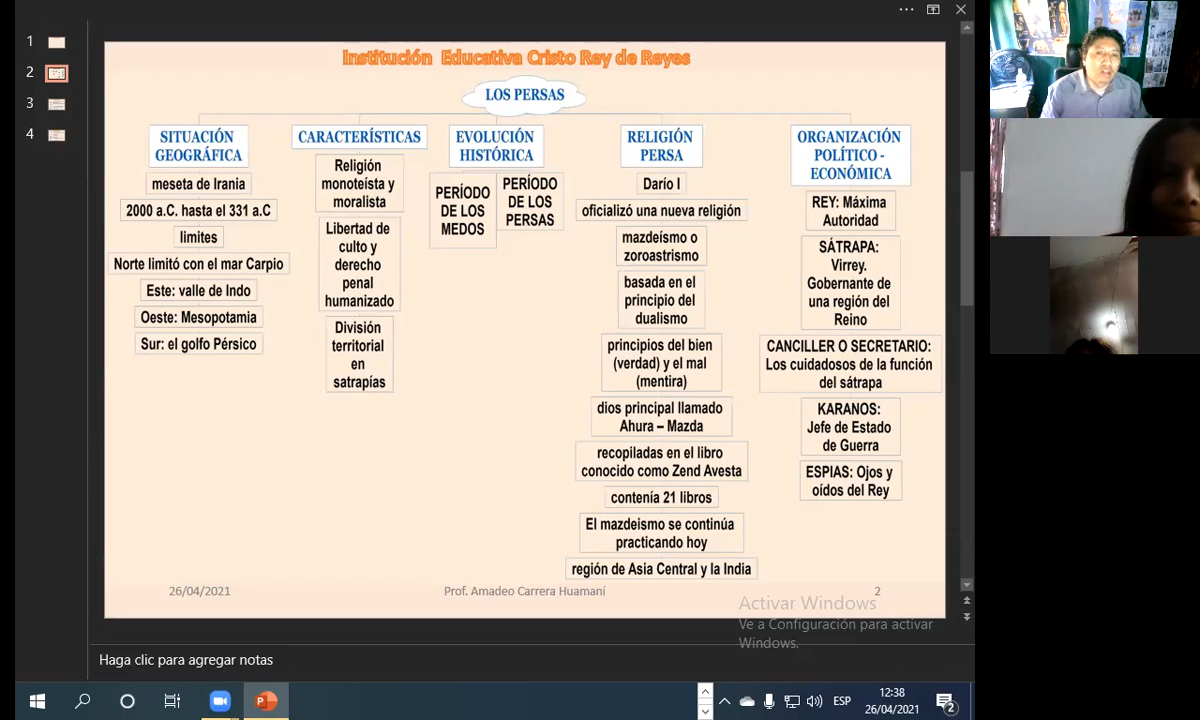 1
2
3
4
Institución Educativa Cristo Rey de Reyes
LOS PERSAS
SITUACIÓN
GEOGRÁFICA
meseta de Irania
2000 a.C. hasta el 331 a.C
limites
Norte limitó con el mar Carpio
Este: valle de Indo
Oeste: Mesopotamia
Sur: el golfo Pérsico
CARACTERÍSTICAS
Religión
monoteísta y
moralista
Libertad de
culto y
derecho
penal
humanizado
División
territorial
en
satrapías
EVOLUCIÓN
HISTÓRICA
PERÍODO
DE LOS
MEDOS
PERÍODO
DE LOS
PERSAS
RELIGIÓN
PERSA
Darío I
oficializó una nueva religión
mazdeísmo o
zoroastrismo
basada en el
principio del
dualismo
principios del bien
(verdad) y el mal
(mentira)
dios principal llamado
Ahura – Mazda
recopiladas en el libro
conocido como Zend Avesta
contenía 21 libros
El mazdeismo se continúa
practicando hoy
región de Asia Central y la India
ORGANIZACIÓN
POLÍTICO -
ECONÓMICA
REY: Máxima
Autoridad
SÁTRAPA:
Virrey.
Gobernante de
una región del
Reino
CANCILLER O SECRETARIO:
Los cuidadosos de la función
del sátrapa
KARANOS:
Jefe de Estado
de Guerra
ESPIAS: Ojos y
oídos del Rey
26/04/2021
Prof. Amadeo Carrera Huamaní
2
Activar Windows
Ve a Configuración para activar
Windows.
Haga clic para agregar notas
ESP
12:38
26/04/2021
2